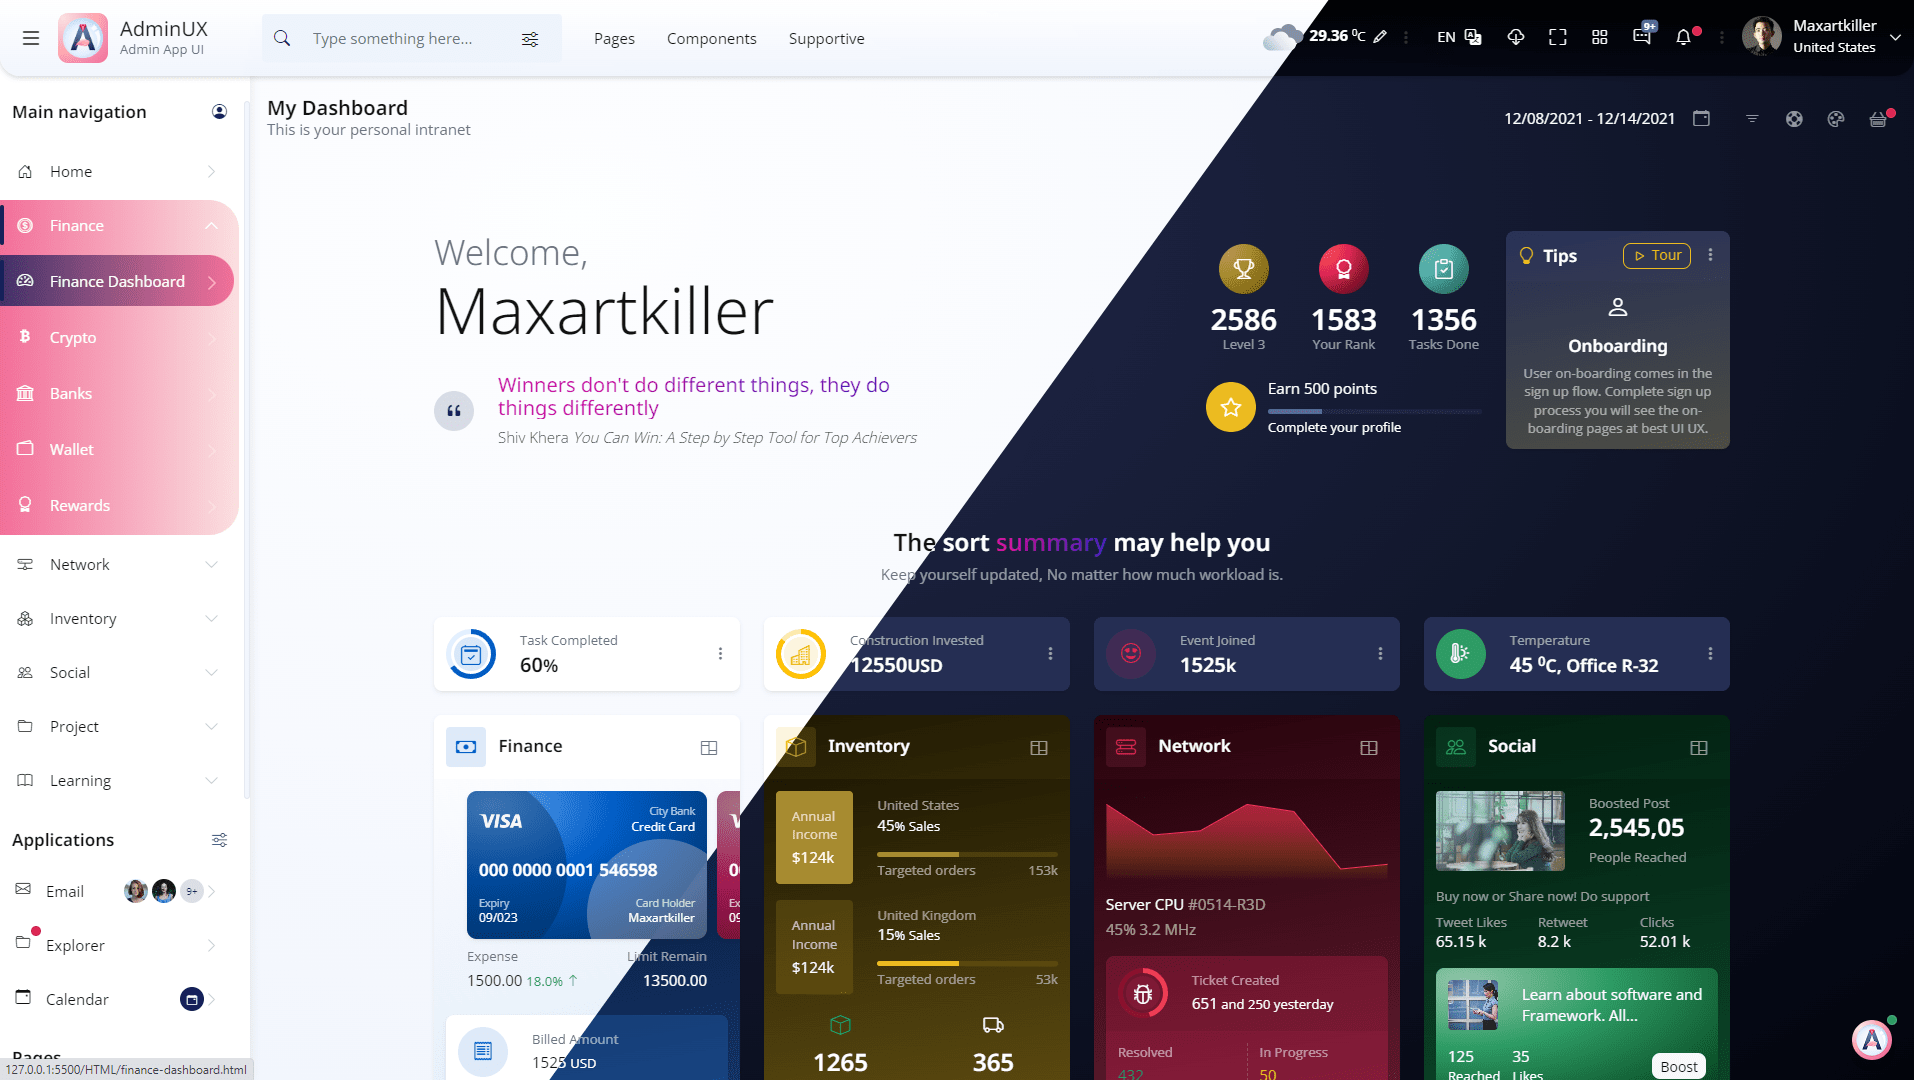 AdminUX
Admin App UI
Type something here...
Pages
Components
Supportive
29.36 ⁰C
EN
9+
Maxartkiller
United States
Main navigation
Home
Finance
Finance Dashboard
Crypto
Banks
Wallet
Rewards
Network
Inventory
Social
Project
Learning
Applications
Email
9+
Explorer
Calendar
Pages
127.0.0.1:5500/HTML/finance-dashboard.html
My Dashboard
This is your personal intranet
12/08/2021 - 12/14/2021
Welcome,
Maxartkiller
Winners don't do different things, they do
things differently
Shiv Khera You Can Win: A Step by Step Tool for Top Achievers
2586
Level 3
1583
Your Rank
1356
Tasks Done
Earn 500 points
Complete your profile
Tips
Tour
Onboarding
User on-boarding comes in the
sign up flow. Complete sign up
process you will see the on-
boarding pages at best UI UX.
The sort summary may help you
Keep yourself updated, No matter how much workload is.
Task Completed
60%
Construction Invested
12550USD
Event Joined
1525k
Temperature
45 ⁰C, Office R-32
Finance
VISA
City Bank
Credit Card
000 0000 0001 546598
Expiry
09/023
Card Holder
Maxartkiller
Expense
1500.00 18.0% ↑
Limit Remain
13500.00
Billed Amount
1525 USD
Inventory
Annual
Income
$124k
United States
45% Sales
Targeted orders
153k
Annual
Income
$124k
United Kingdom
15% Sales
Targeted orders
53k
1265
365
Network
Server CPU #0514-R3D
45% 3.2 MHz
Ticket Created
651 and 250 yesterday
Resolved
432
In Progress
50
Social
Boosted Post
2,545,05
People Reached
Buy now or Share now! Do support
Tweet Likes
65.15 k
Retweet
8.2 k
Clicks
52.01 k
Learn about software and
Framework. All...
125
Reached
35
Likes
Boost